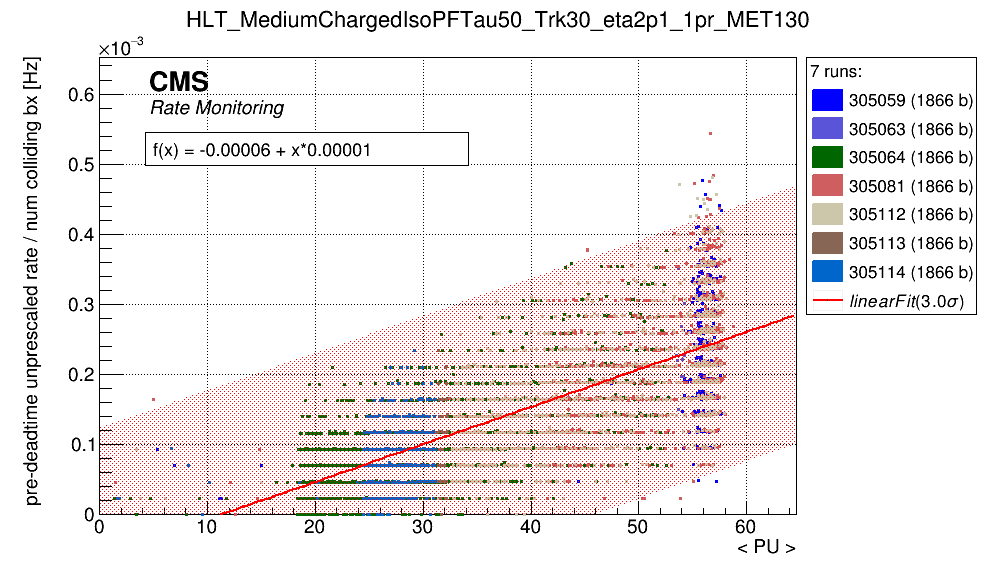 HLT_MediumChargedIsoPFTau50_Trk30_eta2p1_1pr_MET130
×10⁻³
pre-deadtime unprescaled rate / num colliding bx [Hz]
CMS
Rate Monitoring
f(x) = -0.00006 + x*0.00001
0.6
0.5
0.4
0.3
0.2
0.1
0
0 10 20 30 40 50 60
< PU >
7 runs:
305059 (1866 b)
305063 (1866 b)
305064 (1866 b)
305081 (1866 b)
305112 (1866 b)
305113 (1866 b)
305114 (1866 b)
linearFit(3.0σ)